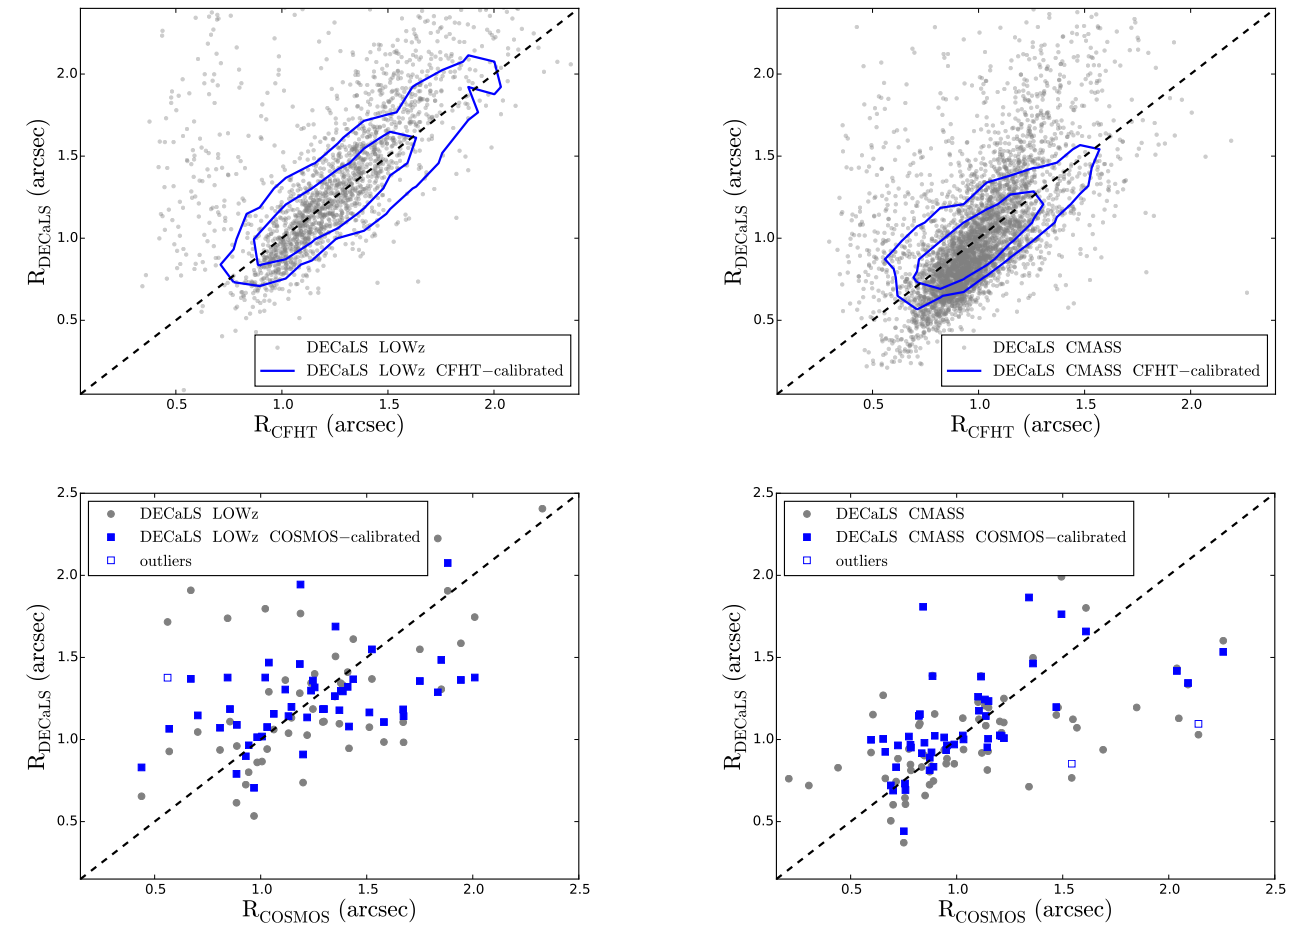 2.0
1.5
1.0
0.5
R_DECaLS (arcsec)
DECaLS LOWz
DECaLS LOWz CFHT−calibrated
0.5 1.0 1.5 2.0
R_CFHT (arcsec)
2.0
1.5
1.0
0.5
R_DECaLS (arcsec)
DECaLS CMASS
DECaLS CMASS CFHT−calibrated
0.5 1.0 1.5 2.0
R_CFHT (arcsec)
2.5
2.0
1.5
1.0
0.5
R_DECaLS (arcsec)
DECaLS LOWz
DECaLS LOWz COSMOS−calibrated
outliers
0.5 1.0 1.5 2.0 2.5
R_COSMOS (arcsec)
2.5
2.0
1.5
1.0
0.5
R_DECaLS (arcsec)
DECaLS CMASS
DECaLS CMASS COSMOS−calibrated
outliers
0.5 1.0 1.5 2.0 2.5
R_COSMOS (arcsec)